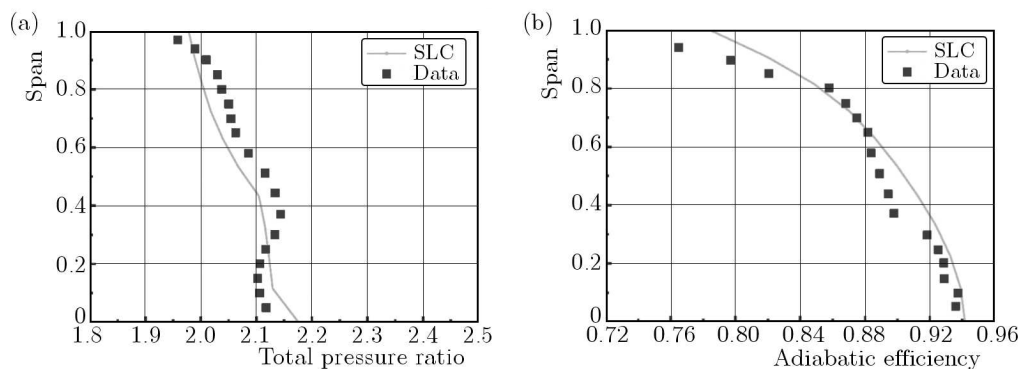 (a)
Span
1.0
0.8
0.6
0.4
0.2
0
SLC
Data
1.8 1.9 2.0 2.1 2.2 2.3 2.4 2.5
Total pressure ratio
(b)
Span
1.0
0.8
0.6
0.4
0.2
0
SLC
Data
0.72 0.76 0.80 0.84 0.88 0.92 0.96
Adiabatic efficiency